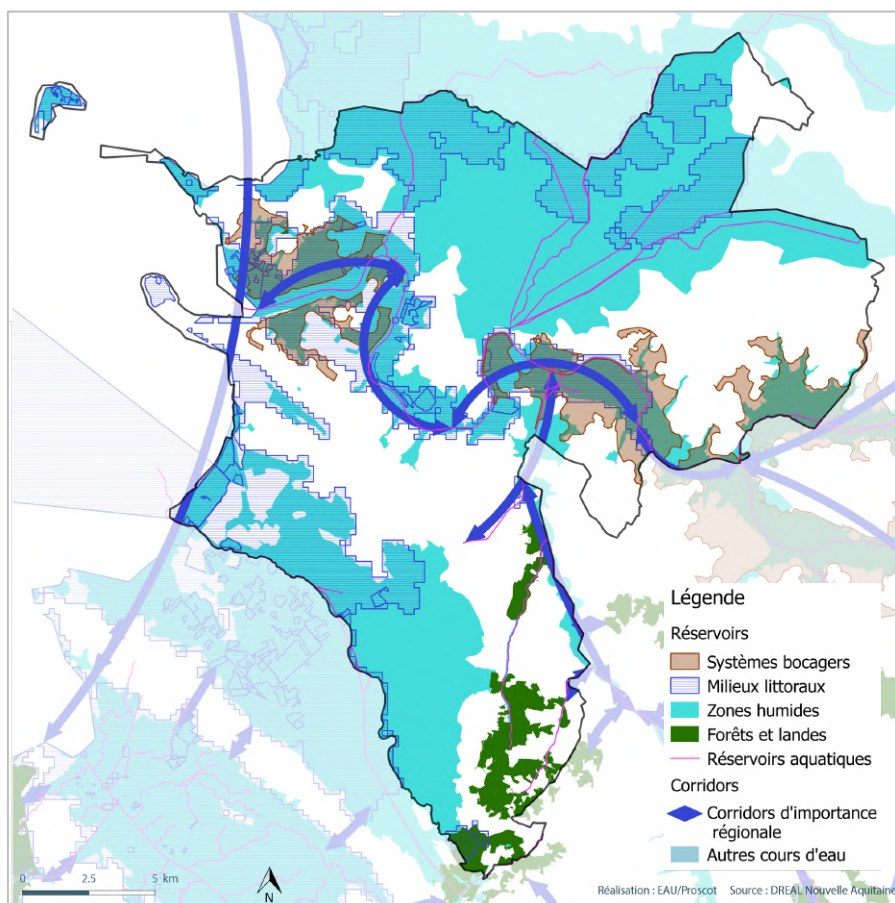 Légende
Réservoirs
Systèmes bocagers
Milieux littoraux
Zones humides
Forêts et landes
Réservoirs aquatiques
Corridors
Corridors d'importance
régionale
Autres cours d'eau
0 2.5 5 km
N
Réalisation : EAU/Proscot Source : DREAL Nouvelle Aquitaine